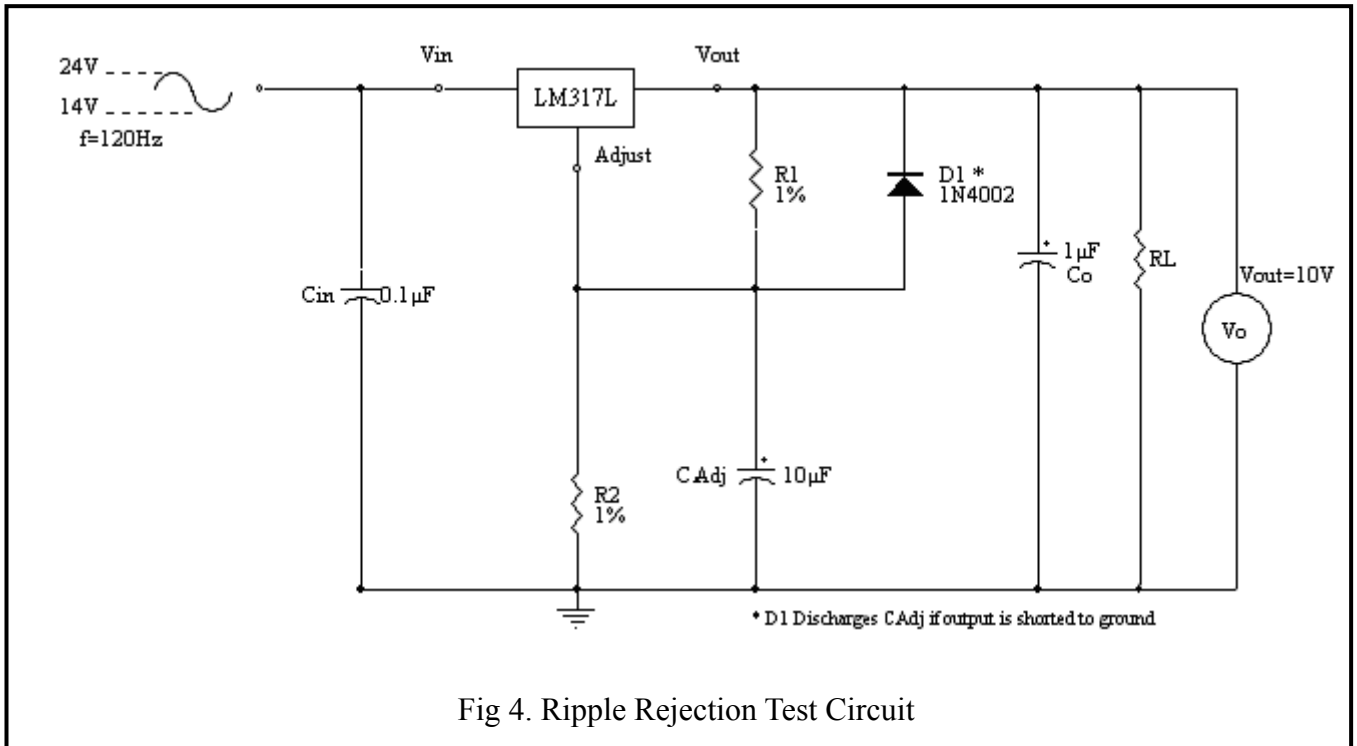 24V
14V
f=120Hz
Vin
LM317L
Vout
Adjust
R1
1%
D1 *
1N4002
1µF
Co
RL
Vout=10V
Vo
Cin
0.1µF
R2
1%
C.Adj
10µF
* D1 Discharges CAdj if output is shorted to ground
Fig 4. Ripple Rejection Test Circuit